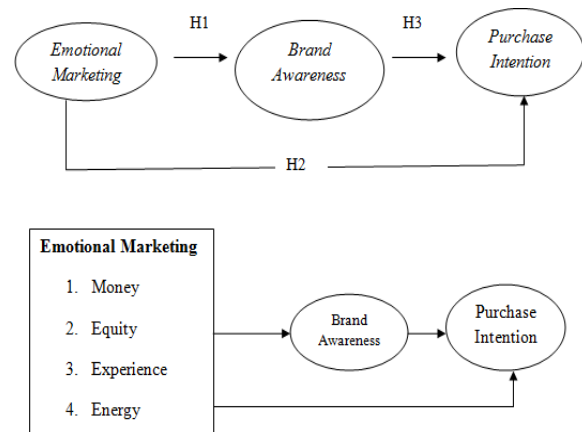 H1
H3
Emotional
Marketing
Brand
Awareness
Purchase
Intention
H2
Emotional Marketing
1. Money
2. Equity
3. Experience
4. Energy
Brand
Awareness
Purchase
Intention